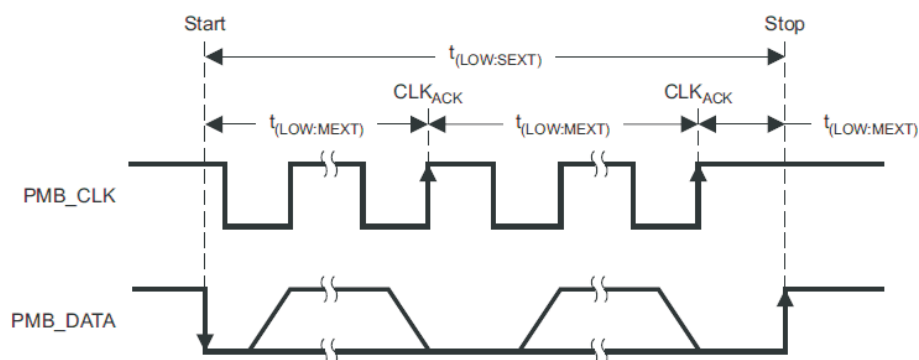 Start Stop
t(LOW:SEXT)
CLKACK CLKACK
t(LOW:MEXT) t(LOW:MEXT) t(LOW:MEXT)
PMB_CLK
PMB_DATA